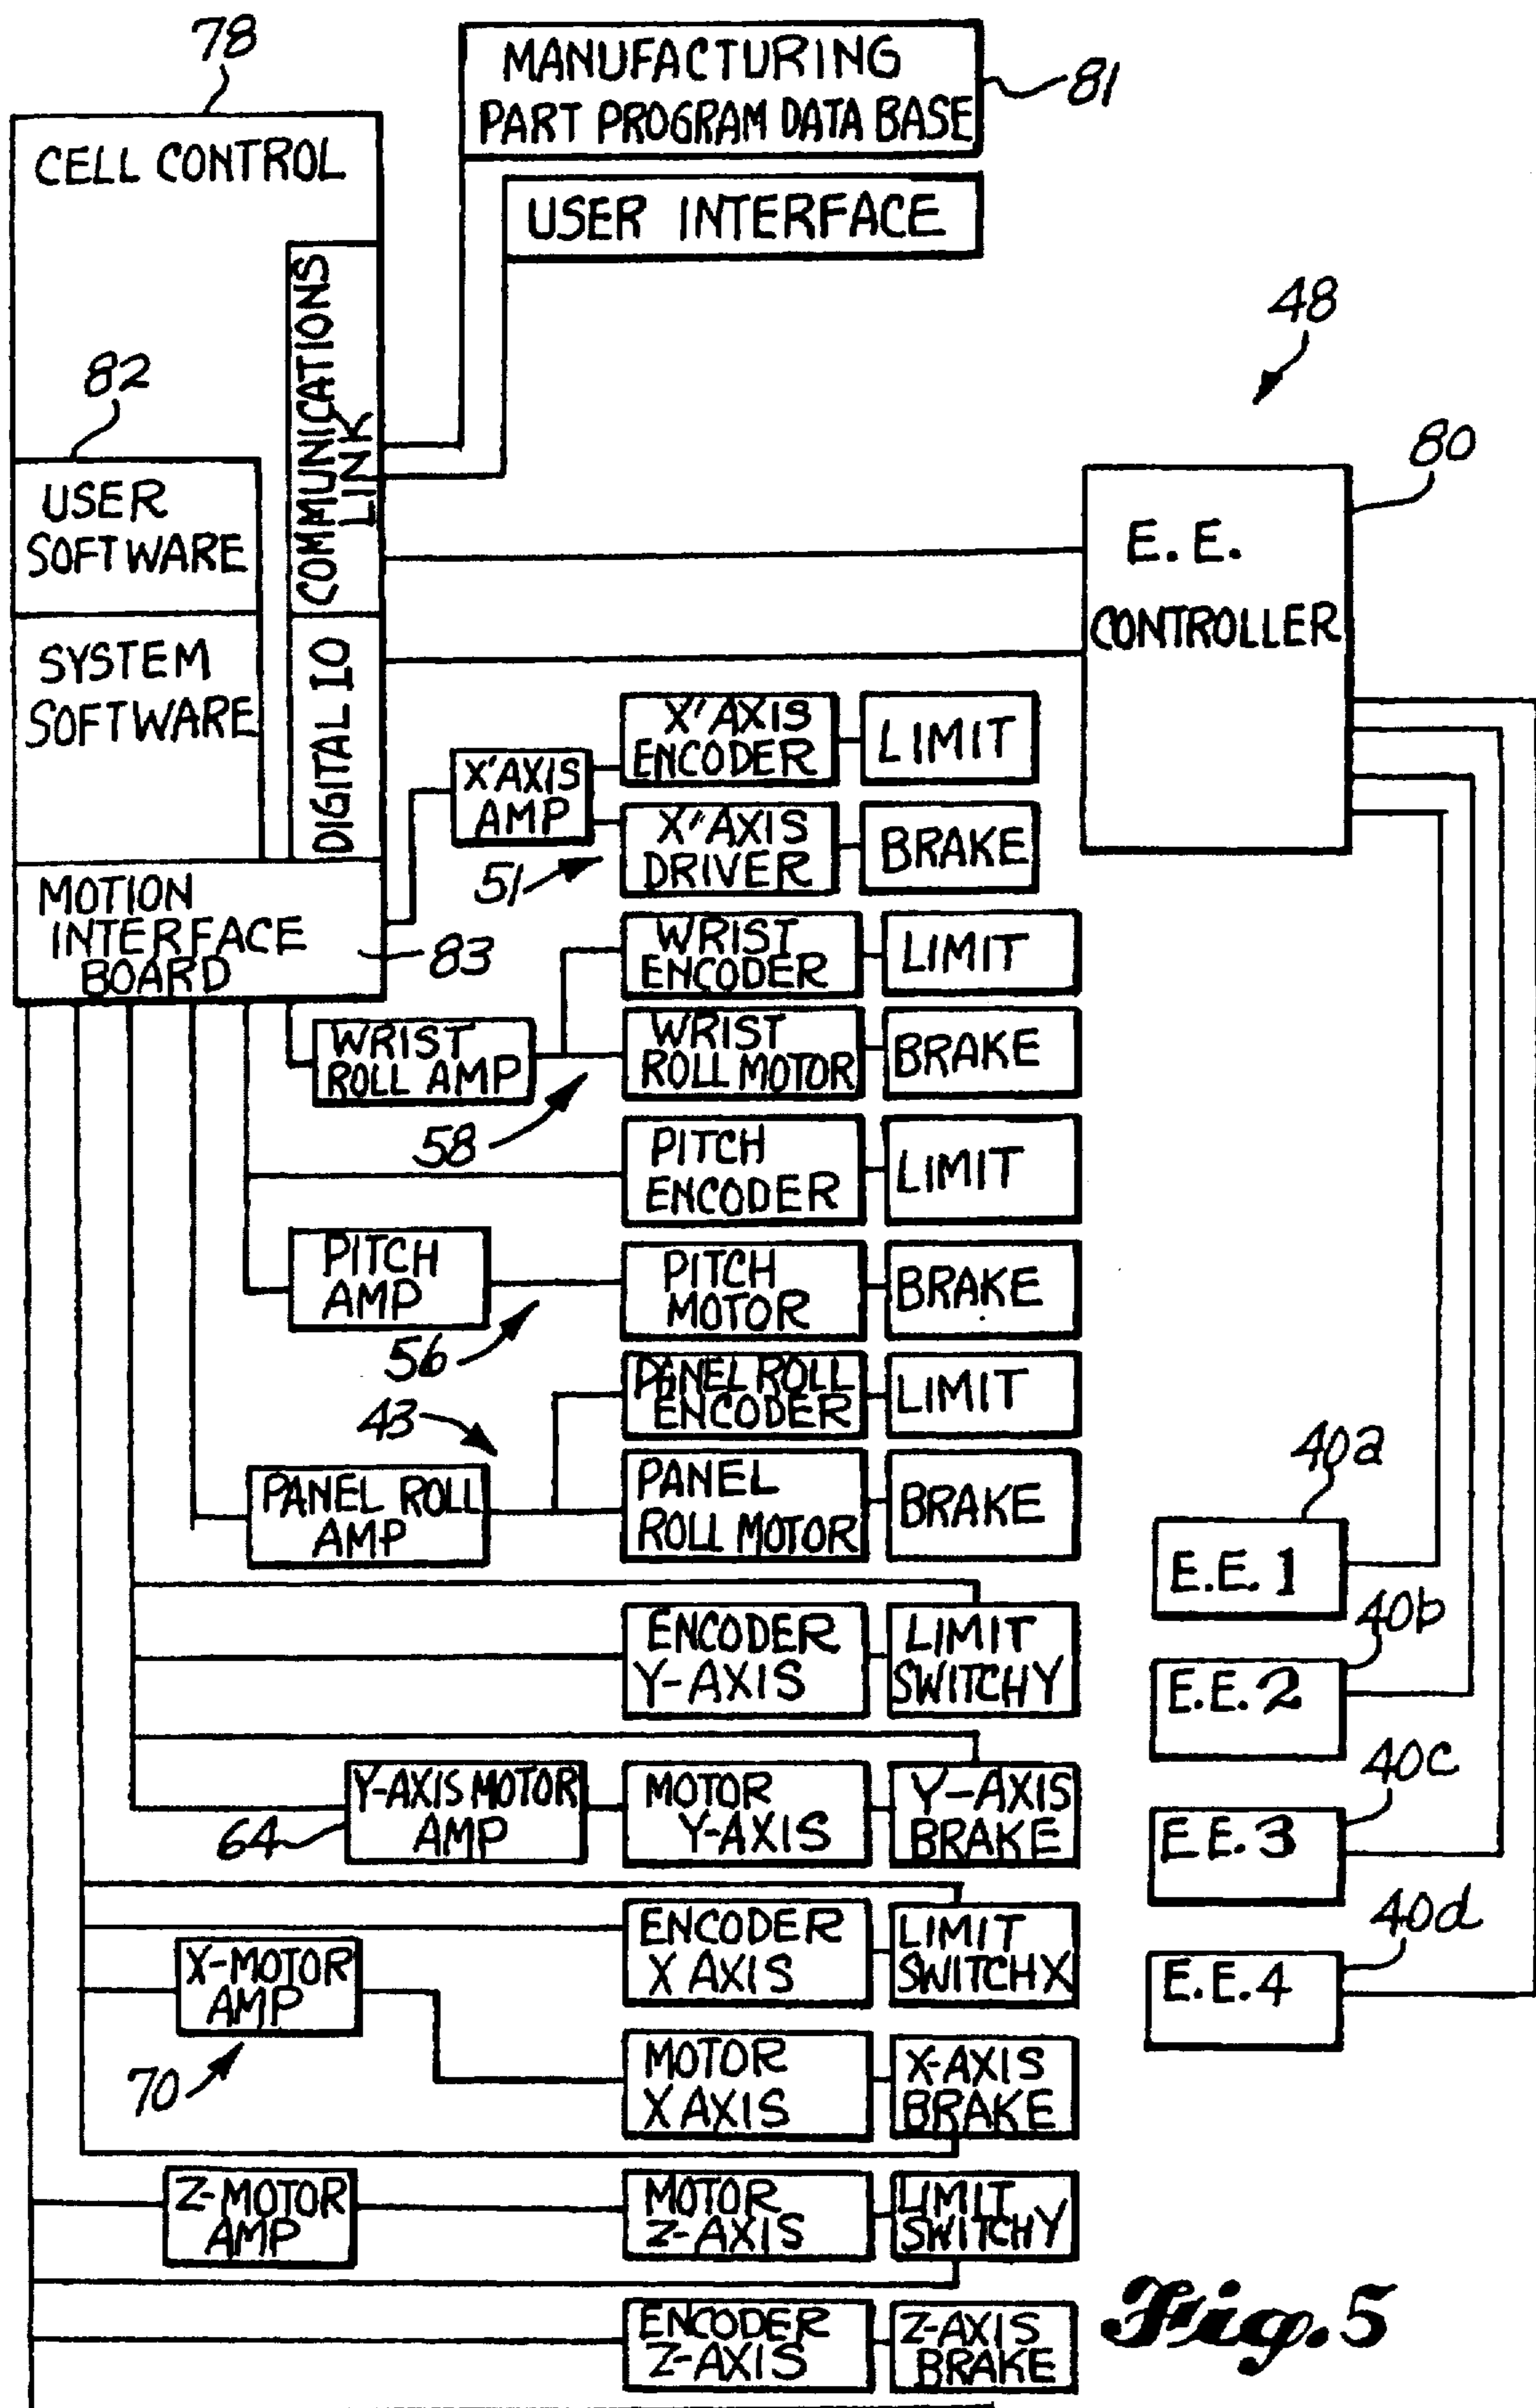 78
MANUFACTURING
PART PROGRAM DATA BASE
81
CELL CONTROL
USER INTERFACE
COMMUNICATIONS
LINK
48
82
USER
SOFTWARE
80
E.E.
CONTROLLER
SYSTEM
SOFTWARE
DIGITAL IO
X'AXIS
AMP
X'AXIS
ENCODER
LIMIT
51
X'AXIS
DRIVER
BRAKE
MOTION
INTERFACE
BOARD
83
WRIST
ENCODER
LIMIT
WRIST
ROLL AMP
WRIST
ROLL MOTOR
BRAKE
58
PITCH
ENCODER
LIMIT
PITCH
AMP
PITCH
MOTOR
BRAKE
56
43
PANEL ROLL
ENCODER
LIMIT
PANEL ROLL
AMP
PANEL
ROLL MOTOR
BRAKE
40a
E.E.1
ENCODER
Y-AXIS
LIMIT
SWITCHY
40b
E.E.2
Y-AXIS MOTOR
AMP
64
MOTOR
Y-AXIS
Y-AXIS
BRAKE
40c
E.E.3
ENCODER
X AXIS
LIMIT
SWITCHX
40d
E.E.4
X-MOTOR
AMP
70
MOTOR
X AXIS
X-AXIS
BRAKE
Z-MOTOR
AMP
MOTOR
Z-AXIS
LIMIT
SWITCHY
ENCODER
Z-AXIS
Z-AXIS
BRAKE
Fig. 5